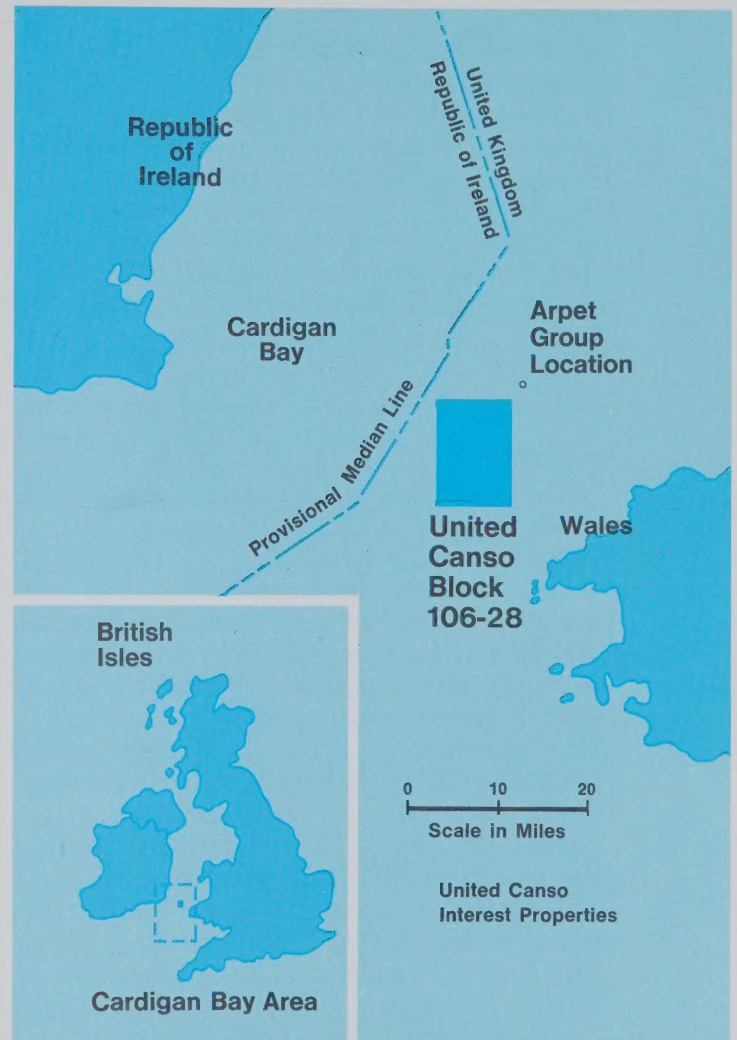 Republic
of
Ireland
United Kingdom
Republic of Ireland
Cardigan
Bay
Arpet
Group
Location
Provisional Median Line
United
Canso
Block
106-28
Wales
British
Isles
Cardigan Bay Area
0 10 20
Scale in Miles
United Canso
Interest Properties